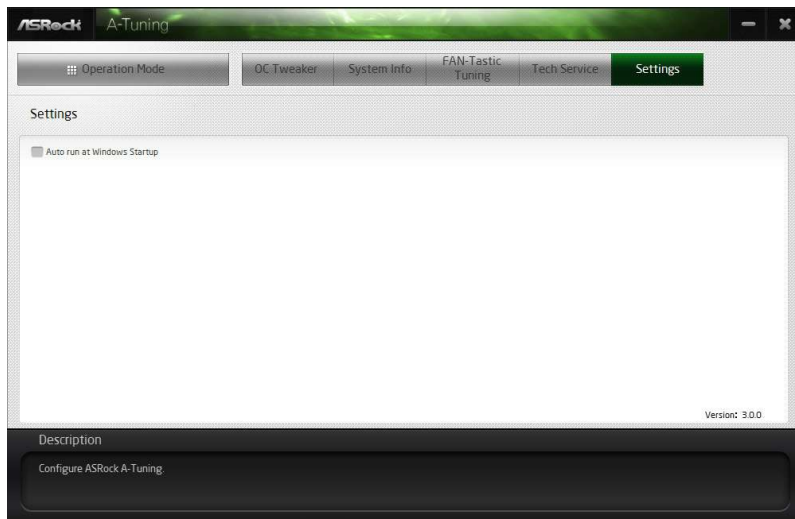 ASRock A-Tuning
Operation Mode
OC Tweaker
System Info
FAN-Tastic
Tuning
Tech Service
Settings
Settings
Auto run at Windows Startup
Version: 3.0.0
Description
Configure ASRock A-Tuning.